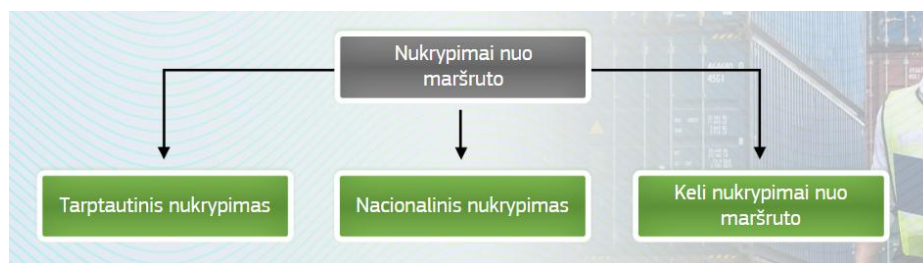 Nukrypimai nuo
maršruto
Tarptautinis nukrypimas
Nacionalinis nukrypimas
Keli nukrypimai nuo
maršruto